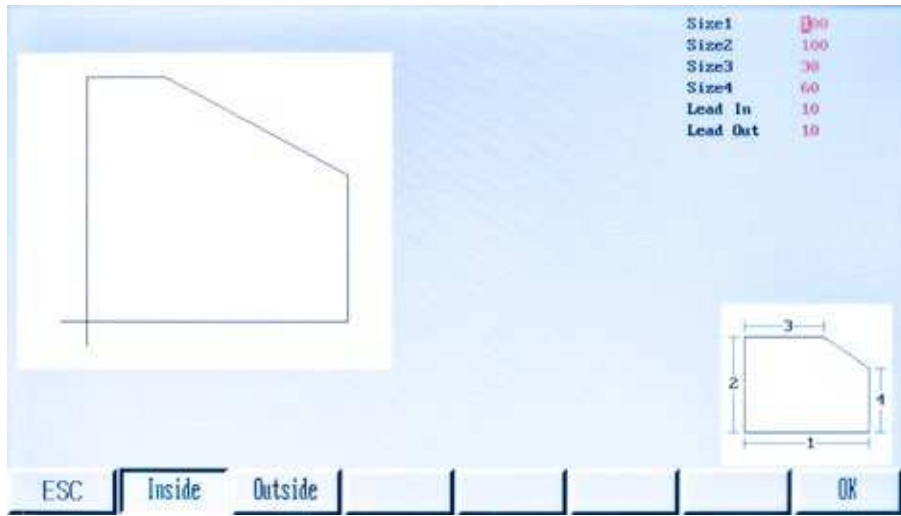 Size1 100
Size2 100
Size3 30
Size4 60
Lead In 10
Lead Out 10
3
2
4
1
ESC Inside Outside OK